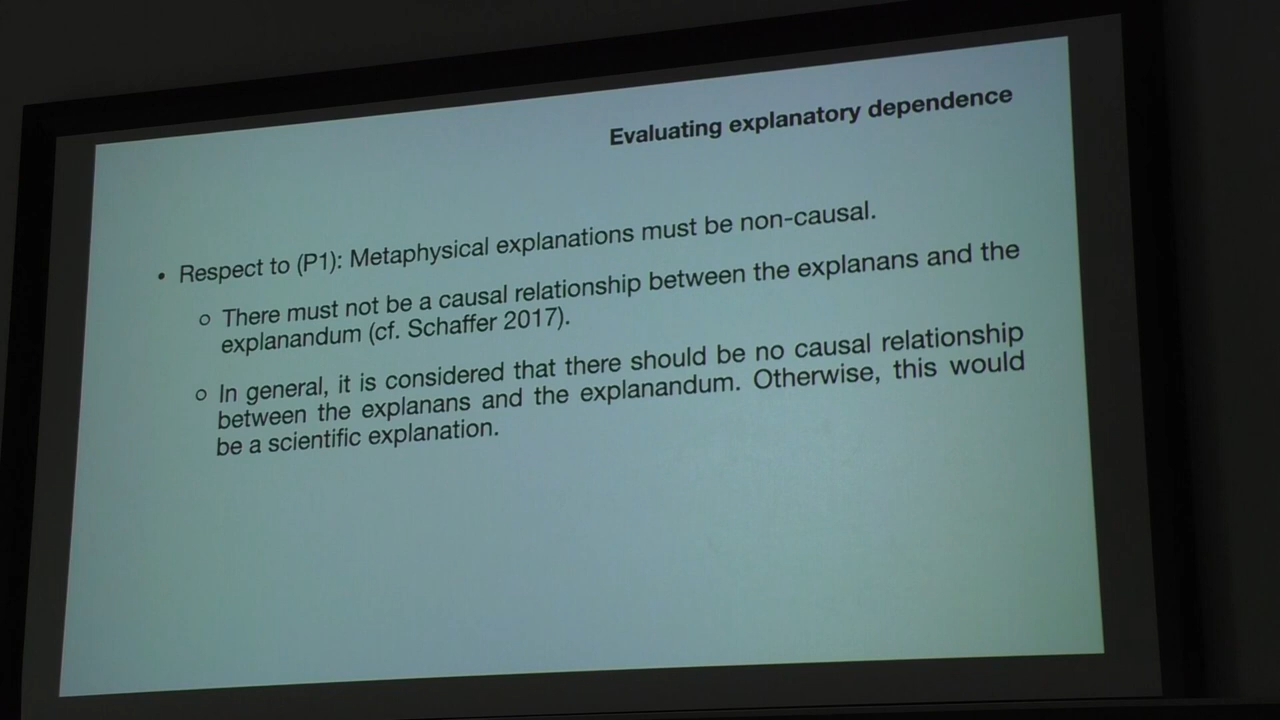 Evaluating explanatory dependence
• Respect to (P1): Metaphysical explanations must be non-causal.
○ There must not be a causal relationship between the explanans and the
explanandum (cf. Schaffer 2017).
○ In general, it is considered that there should be no causal relationship
between the explanans and the explanandum. Otherwise, this would
be a scientific explanation.